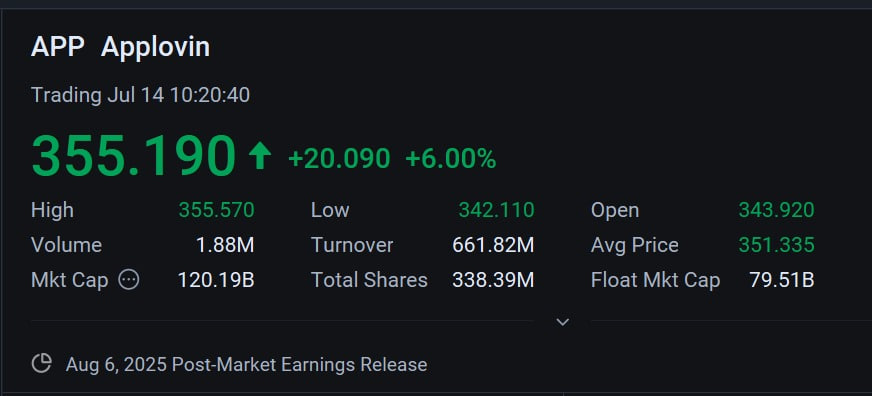 APP Applovin
Trading Jul 14 10:20:40
355.190 +20.090 +6.00%
High 355.570 Low 342.110 Open 343.920
Volume 1.88M Turnover 661.82M Avg Price 351.335
Mkt Cap 120.19B Total Shares 338.39M Float Mkt Cap 79.51B
Aug 6, 2025 Post-Market Earnings Release